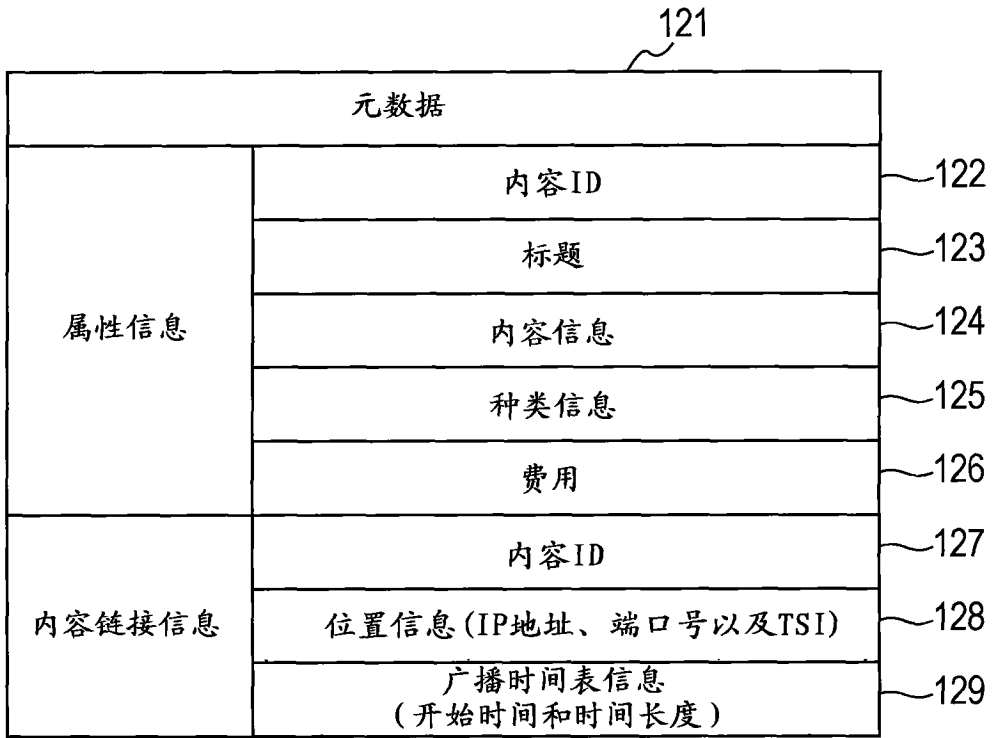 121
元数据
内容ID
122
标题
123
属性信息
内容信息
124
种类信息
125
费用
126
内容ID
127
内容链接信息
位置信息(IP地址、端口号以及TSI)
128
广播时间表信息
(开始时间和时间长度)
129